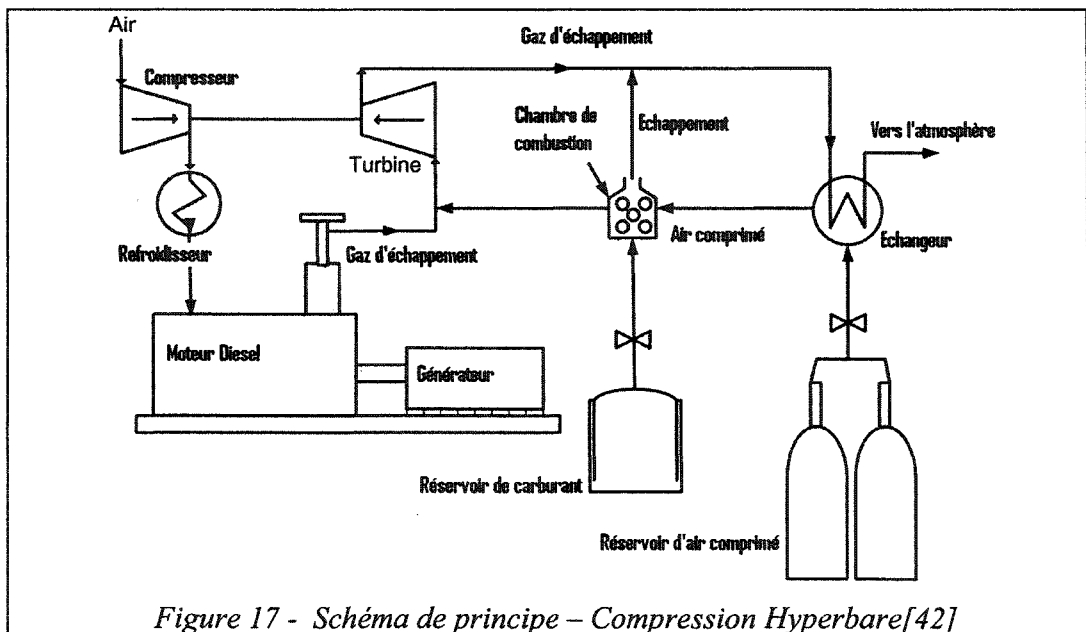 Air
Gaz d'échappement
Compresseur
Chambre de
combustion
Echappement
Vers l'atmosphère
Turbine
Refroidisseur
Gaz d'échappement
Air comprimé
Echangeur
Moteur Diesel
Générateur
Réservoir de carburant
Réservoir d'air comprimé
Figure 17 - Schéma de principe – Compression Hyperbare[42]